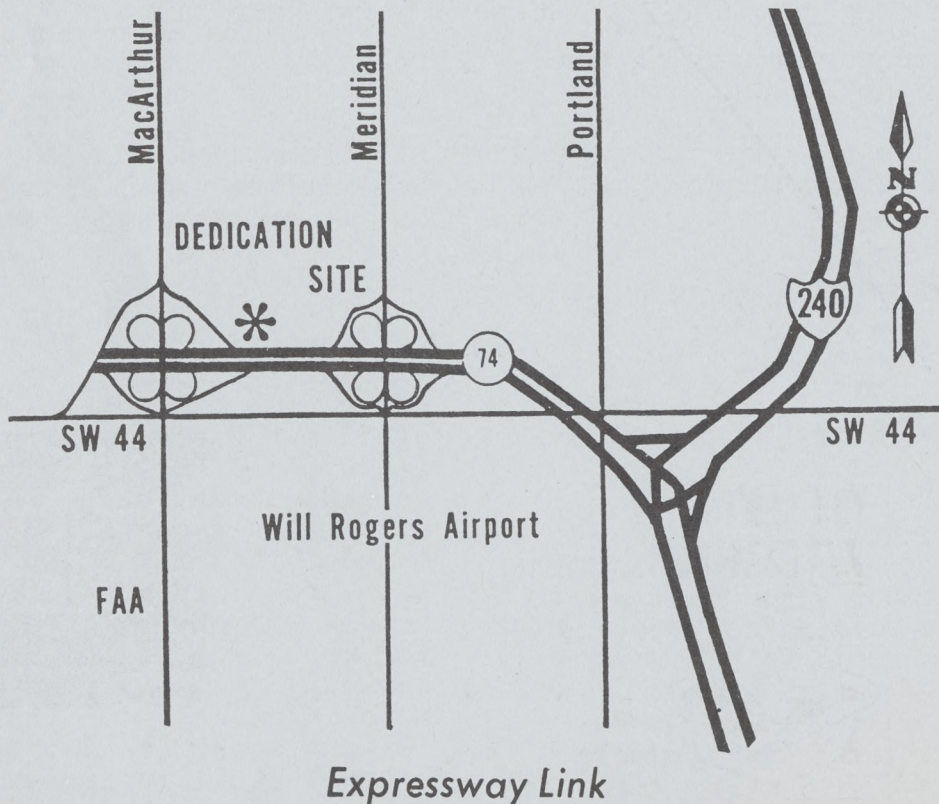 MacArthur
Meridian
Portland
N
DEDICATION
SITE
240
74
SW 44
SW 44
Will Rogers Airport
FAA
Expressway Link